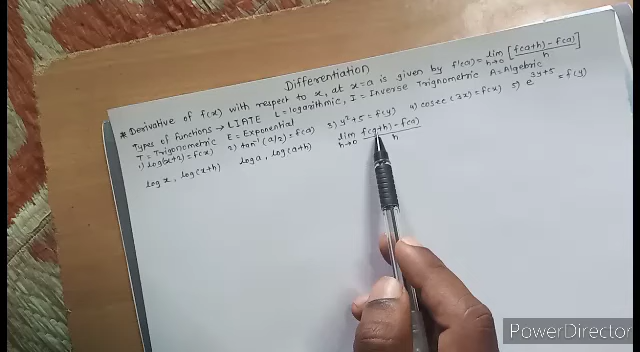 Differentiation
* Derivative of f(x) with respect to x, at x=a is given by f'(a)= lim h→0 [f(a+h)-f(a)/h]
Types of functions → LIATE L=logarithmic, I = Inverse Trigonometric A=Algebric
T = Trigonometric E = Exponential
1) log(x+2)=f(x) 2) tan⁻¹(a/2)=f(a) 3) y²+5=f(y) 4) cosec(3x)=f(x) 5) e^3y+5=f(y)
log x, log(x+h) log a, log(a+h) lim h→0 f(a+h)-f(a)/h
PowerDirector